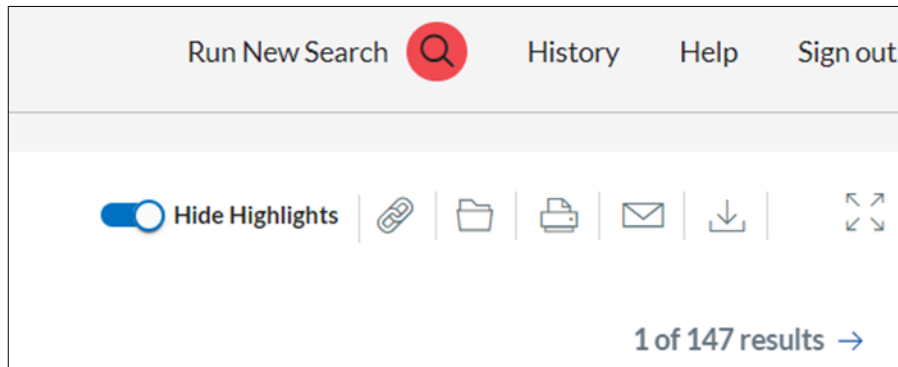 Run New Search History Help Sign out
Hide Highlights
1 of 147 results